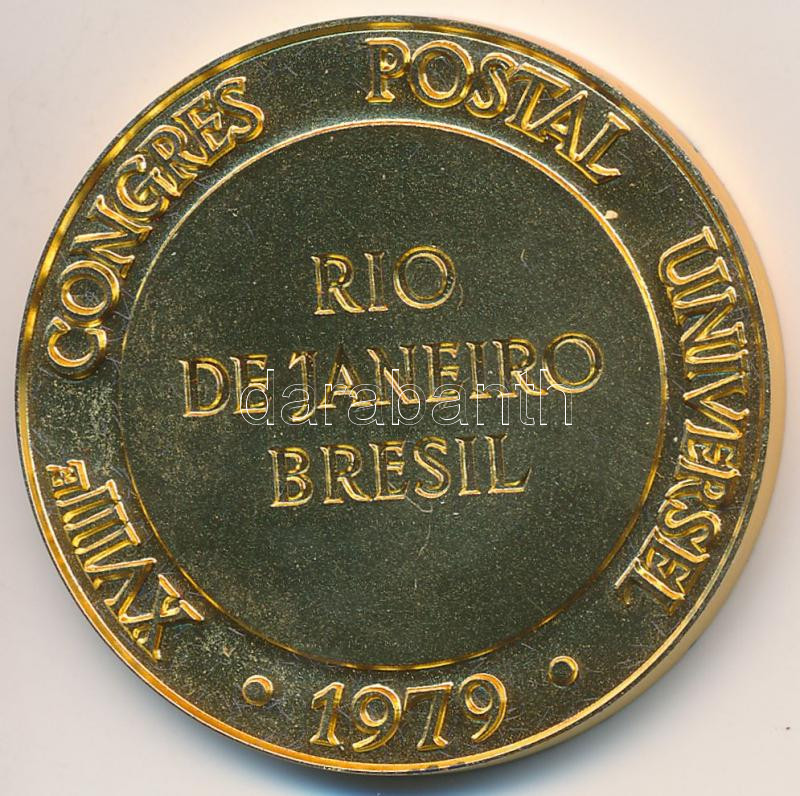 XVIIIE CONGRES POSTAL UNIVERSEL
RIO
DE JANEIRO
BRESIL
• 1979 •
darabanth